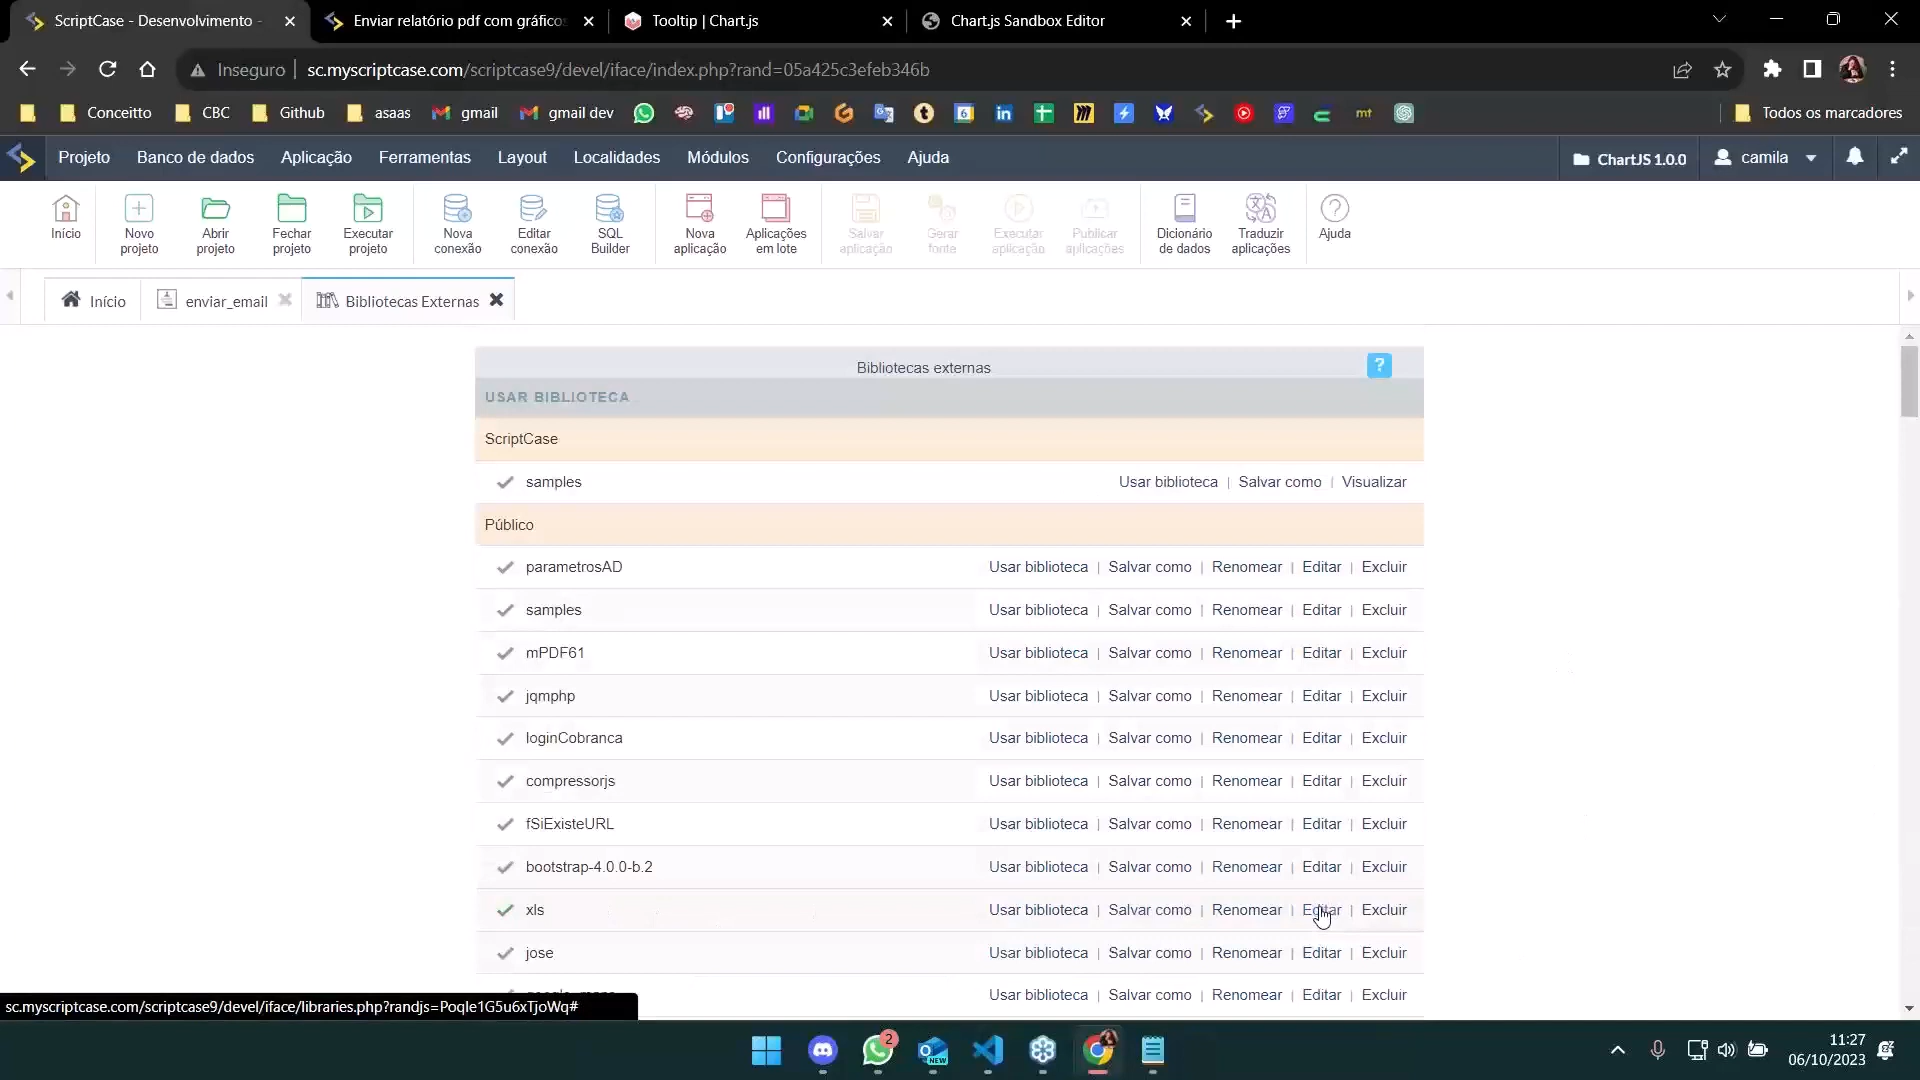 ScriptCase - Desenvolvimento -
Enviar relatório pdf com gráficos
Tooltip | Chart.js
Chart.js Sandbox Editor
Inseguro
sc.myscriptcase.com/scriptcase9/devel/iface/index.php?rand=05a425c3efeb346b
Conceitto
CBC
Github
asaas
gmail
gmail dev
Todos os marcadores
Projeto
Banco de dados
Aplicação
Ferramentas
Layout
Localidades
Módulos
Configurações
Ajuda
ChartJS 1.0.0
camila
Início
Novo projeto
Abrir projeto
Fechar projeto
Executar projeto
Nova conexão
Editar conexão
SQL Builder
Nova aplicação
Aplicações em lote
Salvar aplicação
Gerar fonte
Executar aplicação
Publicar aplicações
Dicionário de dados
Traduzir aplicações
Ajuda
Início
enviar_email
Bibliotecas Externas
Bibliotecas externas
?
USAR BIBLIOTECA
ScriptCase
samples Usar biblioteca | Salvar como | Visualizar
Público
parametrosAD Usar biblioteca | Salvar como | Renomear | Editar | Excluir
samples Usar biblioteca | Salvar como | Renomear | Editar | Excluir
mPDF61 Usar biblioteca | Salvar como | Renomear | Editar | Excluir
jqmphp Usar biblioteca | Salvar como | Renomear | Editar | Excluir
loginCobranca Usar biblioteca | Salvar como | Renomear | Editar | Excluir
compressorjs Usar biblioteca | Salvar como | Renomear | Editar | Excluir
fSiExisteURL Usar biblioteca | Salvar como | Renomear | Editar | Excluir
bootstrap-4.0.0-b.2 Usar biblioteca | Salvar como | Renomear | Editar | Excluir
xls Usar biblioteca | Salvar como | Renomear | Editar | Excluir
jose Usar biblioteca | Salvar como | Renomear | Editar | Excluir
Usar biblioteca | Salvar como | Renomear | Editar | Excluir
sc.myscriptcase.com/scriptcase9/devel/iface/libraries.php?randjs=Poqle1G5u6xTjoWq#
2
NEW
11:27
06/10/2023